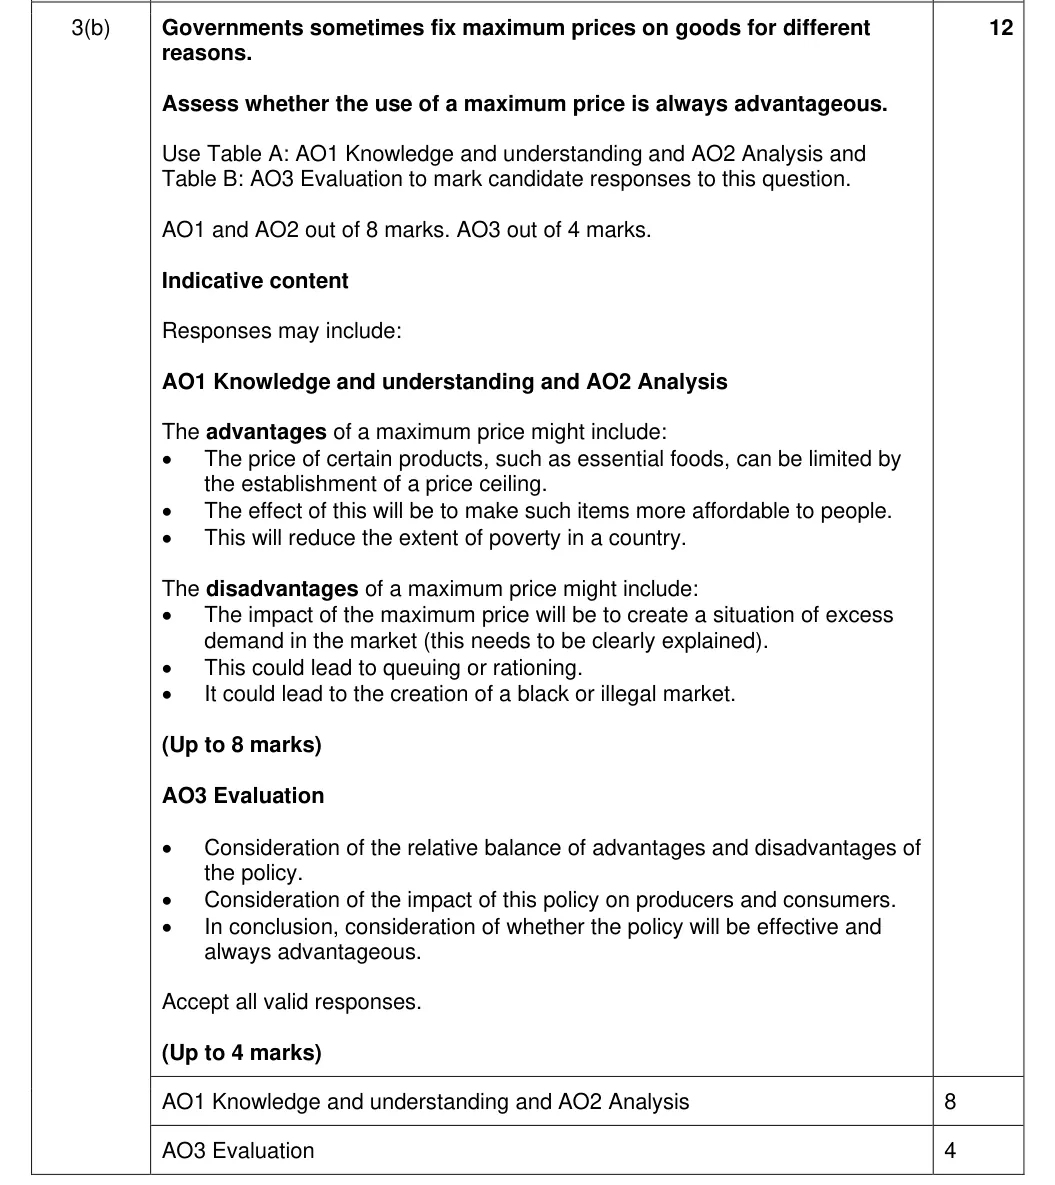 3(b)
Governments sometimes fix maximum prices on goods for different
reasons.
12
Assess whether the use of a maximum price is always advantageous.
Use Table A: AO1 Knowledge and understanding and AO2 Analysis and
Table B: AO3 Evaluation to mark candidate responses to this question.
AO1 and AO2 out of 8 marks. AO3 out of 4 marks.
Indicative content
Responses may include:
AO1 Knowledge and understanding and AO2 Analysis
The advantages of a maximum price might include:
• The price of certain products, such as essential foods, can be limited by
the establishment of a price ceiling.
• The effect of this will be to make such items more affordable to people.
• This will reduce the extent of poverty in a country.
The disadvantages of a maximum price might include:
• The impact of the maximum price will be to create a situation of excess
demand in the market (this needs to be clearly explained).
• This could lead to queuing or rationing.
• It could lead to the creation of a black or illegal market.
(Up to 8 marks)
AO3 Evaluation
• Consideration of the relative balance of advantages and disadvantages of
the policy.
• Consideration of the impact of this policy on producers and consumers.
• In conclusion, consideration of whether the policy will be effective and
always advantageous.
Accept all valid responses.
(Up to 4 marks)
AO1 Knowledge and understanding and AO2 Analysis 8
AO3 Evaluation 4